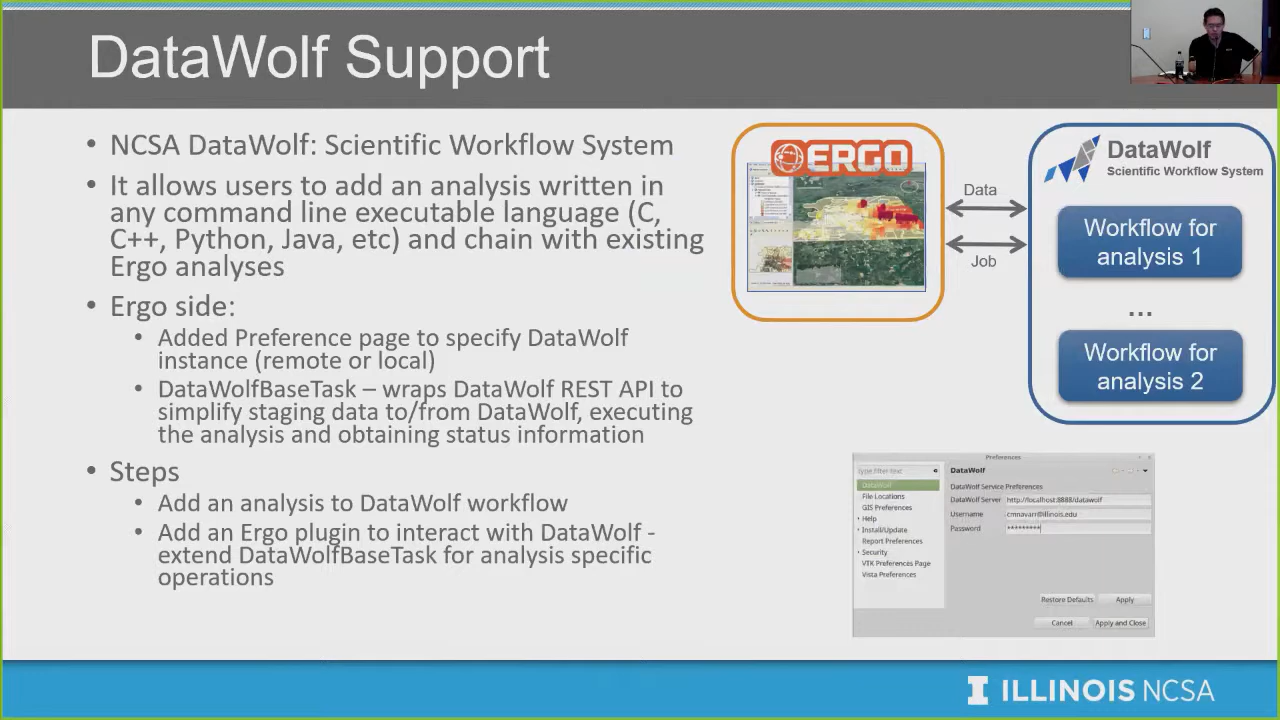 DataWolf Support
• NCSA DataWolf: Scientific Workflow System
• It allows users to add an analysis written in
any command line executable language (C,
C++, Python, Java, etc) and chain with existing
Ergo analyses
• Ergo side:
• Added Preference page to specify DataWolf
instance (remote or local)
• DataWolfBaseTask – wraps DataWolf REST API to
simplify staging data to/from DataWolf, executing
the analysis and obtaining status information
• Steps
• Add an analysis to DataWolf workflow
• Add an Ergo plugin to interact with DataWolf -
extend DataWolfBaseTask for analysis specific
operations
ERGO
Data
Job
DataWolf
Scientific Workflow System
Workflow for
analysis 1
...
Workflow for
analysis 2
Preferences
type filter text
DataWolf
File Locations
GIS Preferences
Help
Install/Update
Report Preferences
Security
VTK Preferences Page
Vista Preferences
DataWolf
DataWolf Service Preferences
DataWolf Server http://localhost:8888/datawolf
Username cmnavarr@illinois.edu
Password *********
Restore Defaults Apply
Cancel Apply and Close
I ILLINOIS NCSA